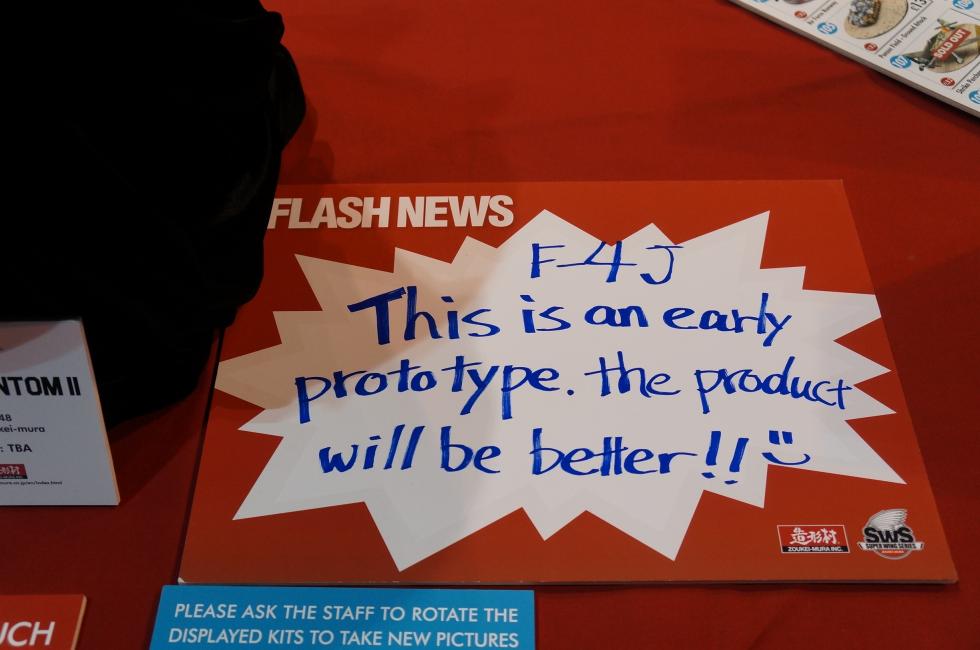 FLASH NEWS
F-4J
This is an early
prototype. the product
will be better!!
造形村
ZOUKEI-MURA INC.
SWS
SUPER WING SERIES
NTOM II
48
kei-mura
: TBA
UCH
PLEASE ASK THE STAFF TO ROTATE THE
DISPLAYED KITS TO TAKE NEW PICTURES
SOLD OUT